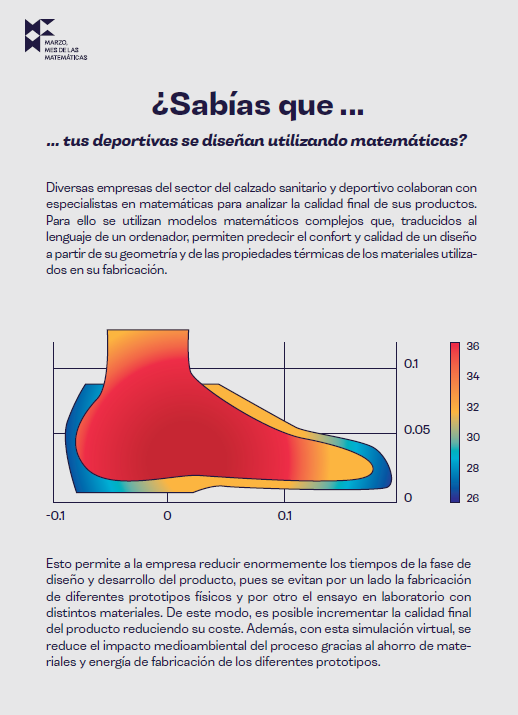 MARZO,
MES DE LAS
MATEMÁTICAS
¿Sabías que ...
... tus deportivas se diseñan utilizando matemáticas?
Diversas empresas del sector del calzado sanitario y deportivo colaboran con
especialistas en matemáticas para analizar la calidad final de sus productos.
Para ello se utilizan modelos matemáticos complejos que, traducidos al
lenguaje de un ordenador, permiten predecir el confort y calidad de un diseño
a partir de su geometría y de las propiedades térmicas de los materiales utiliza-
dos en su fabricación.
0.1
0.05
0
-0.1
0
0.1
36
34
32
30
28
26
Esto permite a la empresa reducir enormemente los tiempos de la fase de
diseño y desarrollo del producto, pues se evitan por un lado la fabricación
de diferentes prototipos físicos y por otro el ensayo en laboratorio con
distintos materiales. De este modo, es posible incrementar la calidad final
del producto reduciendo su coste. Además, con esta simulación virtual, se
reduce el impacto medioambiental del proceso gracias al ahorro de mate-
riales y energía de fabricación de los diferentes prototipos.